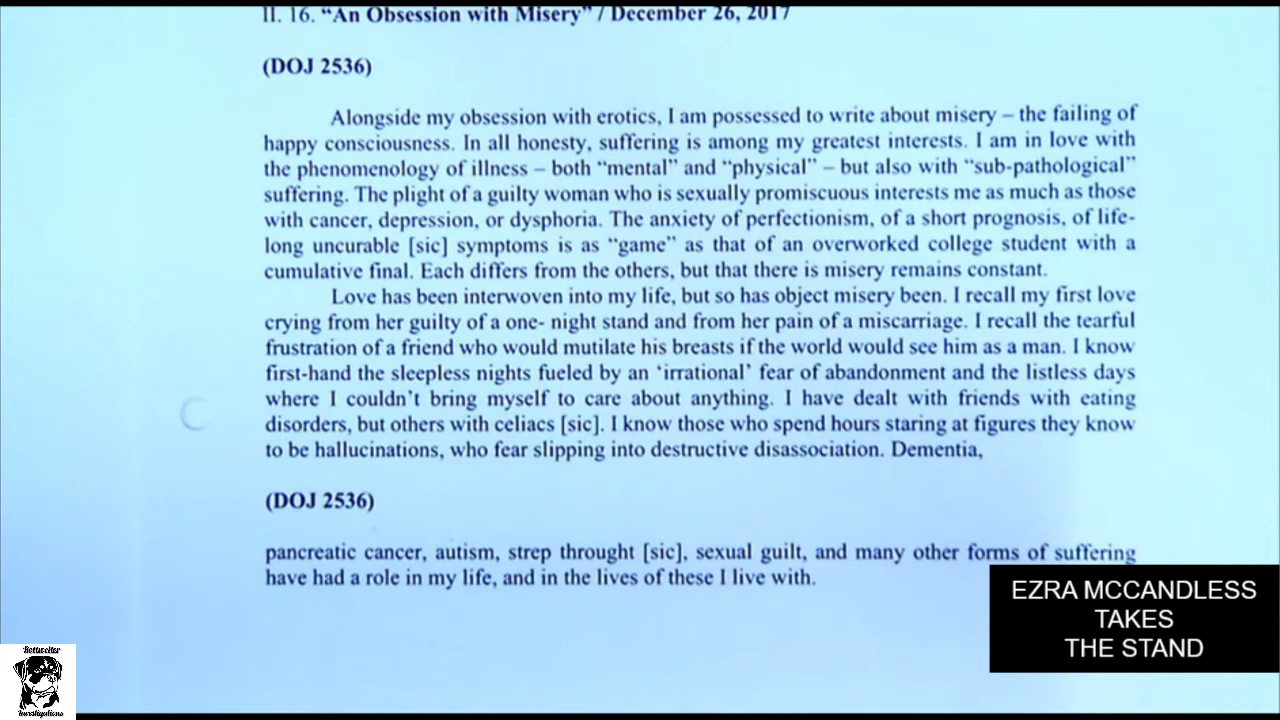 II. 16. “An Obsession with Misery” / December 26, 2017
(DOJ 2536)
Alongside my obsession with erotics, I am possessed to write about misery – the failing of
happy consciousness. In all honesty, suffering is among my greatest interests. I am in love with
the phenomenology of illness – both “mental” and “physical” – but also with “sub-pathological”
suffering. The plight of a guilty woman who is sexually promiscuous interests me as much as those
with cancer, depression, or dysphoria. The anxiety of perfectionism, of a short prognosis, of life-
long uncurable [sic] symptoms is as “game” as that of an overworked college student with a
cumulative final. Each differs from the others, but that there is misery remains constant.
Love has been interwoven into my life, but so has object misery been. I recall my first love
crying from her guilty of a one- night stand and from her pain of a miscarriage. I recall the tearful
frustration of a friend who would mutilate his breasts if the world would see him as a man. I know
first-hand the sleepless nights fueled by an ‘irrational’ fear of abandonment and the listless days
where I couldn’t bring myself to care about anything. I have dealt with friends with eating
disorders, but others with celiacs [sic]. I know those who spend hours staring at figures they know
to be hallucinations, who fear slipping into destructive disassociation. Dementia,
(DOJ 2536)
pancreatic cancer, autism, strep throught [sic], sexual guilt, and many other forms of suffering
have had a role in my life, and in the lives of these I live with.
EZRA MCCANDLESS
TAKES
THE STAND
Rottweiler
Investigations